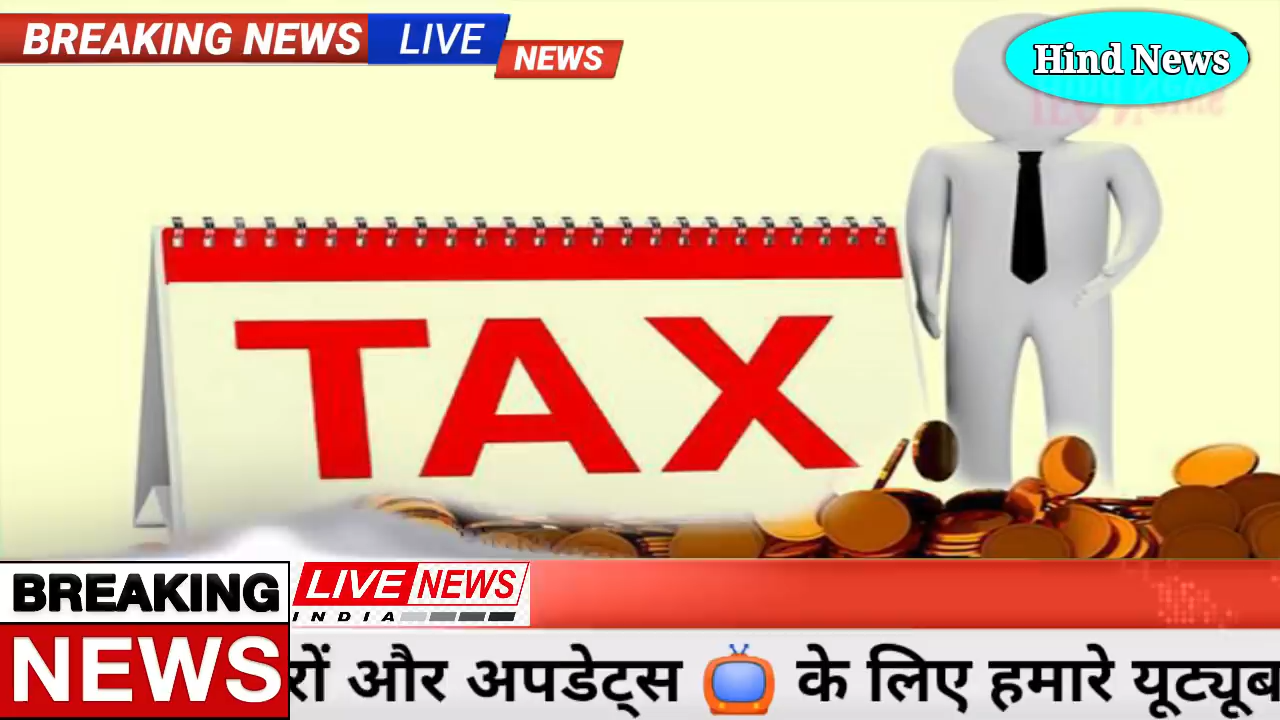 BREAKING NEWS LIVE
NEWS
Hind News
TAX
BREAKING
NEWS
LIVE NEWS
INDIA
रों और अपडेट्स 📺 के लिए हमारे यूट्यूब